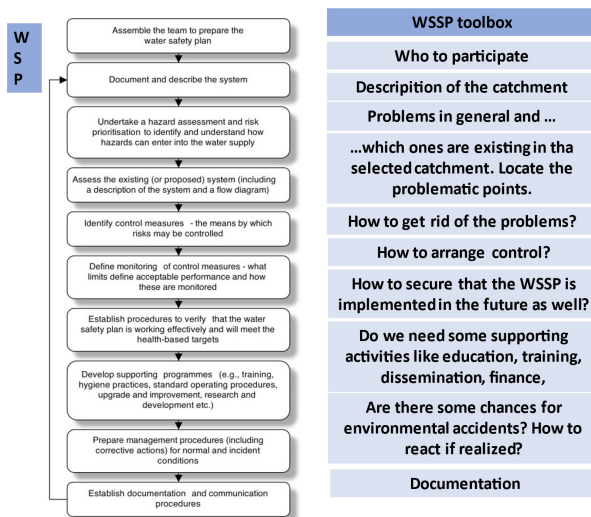 W
S
P
Assemble the team to prepare the
water safety plan
Document and describe the system
Undertake a hazard assessment and risk
prioritisation to identify and understand how
hazards can enter into the water supply
Assess the existing (or proposed) system (including
a description of the system and a flow diagram)
Identify control measures - the means by which
risks may be controlled
Define monitoring of control measures - what
limits define acceptable performance and how
these are monitored
Establish procedures to verify that the water
safety plan is working effectively and will meet the
health-based targets
Develop supporting programmes (e.g., training,
hygiene practices, standard operating procedures,
upgrade and improvement, research and
development etc.)
Prepare management procedures (including
corrective actions) for normal and incident
conditions
Establish documentation and communication
procedures
WSSP toolbox
Who to participate
Descripition of the catchment
Problems in general and ...
...which ones are existing in tha
selected catchment. Locate the
problematic points.
How to get rid of the problems?
How to arrange control?
How to secure that the WSSP is
implemented in the future as well?
Do we need some supporting
activities like education, training,
dissemination, finance,
Are there some chances for
environmental accidents? How to
react if realized?
Documentation